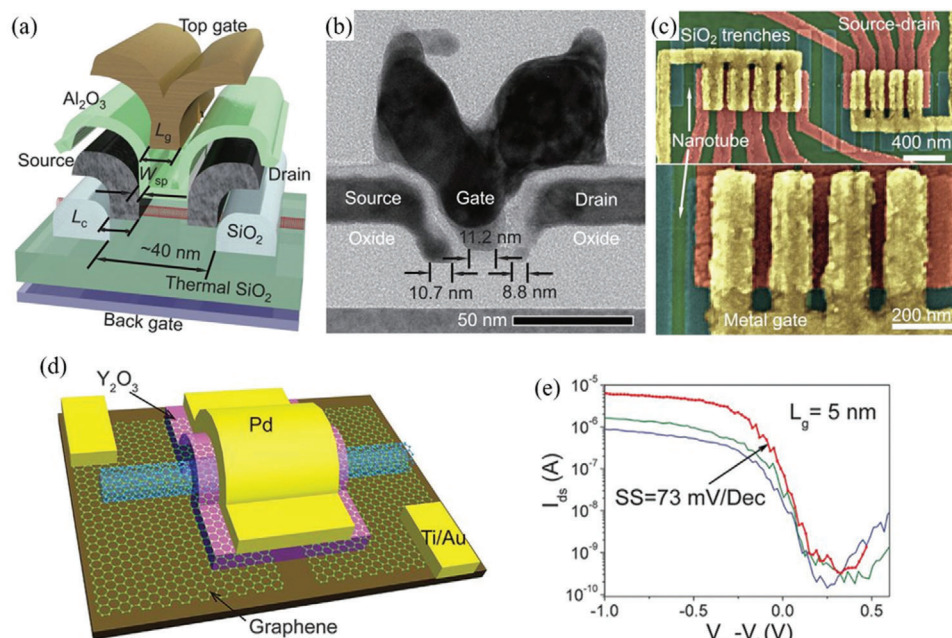 (a)
Top gate
Al₂O₃
Lg
Source
Wsp
Drain
Lc
SiO₂
~40 nm
Thermal SiO₂
Back gate
(b)
Source
Gate
Drain
Oxide
Oxide
11.2 nm
10.7 nm
8.8 nm
50 nm
(c)
SiO₂ trenches
Source-drain
Nanotube
400 nm
Metal gate
200 nm
(d)
Y₂O₃
Pd
Ti/Au
Graphene
(e)
10⁻⁵
Lg= 5 nm
10⁻⁶
10⁻⁷
SS=73 mV/Dec
Ids (A)
10⁻⁸
10⁻⁹
10⁻¹⁰
-1.0 -0.5 0.0 0.5
(V)